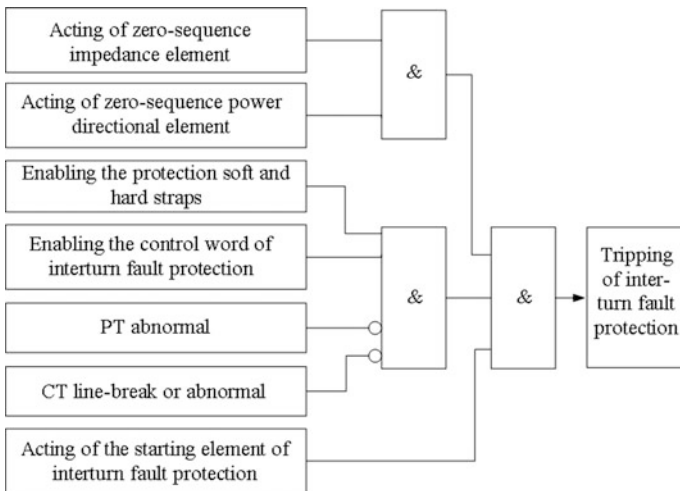 Acting of zero-sequence
impedance element
&
Acting of zero-sequence power
directional element
Enabling the protection soft and
hard straps
Enabling the control word of
interturn fault protection
&
&
Tripping
of inter-
turn fault
protection
PT abnormal
CT line-break or abnormal
Acting of the starting element of
interturn fault protection